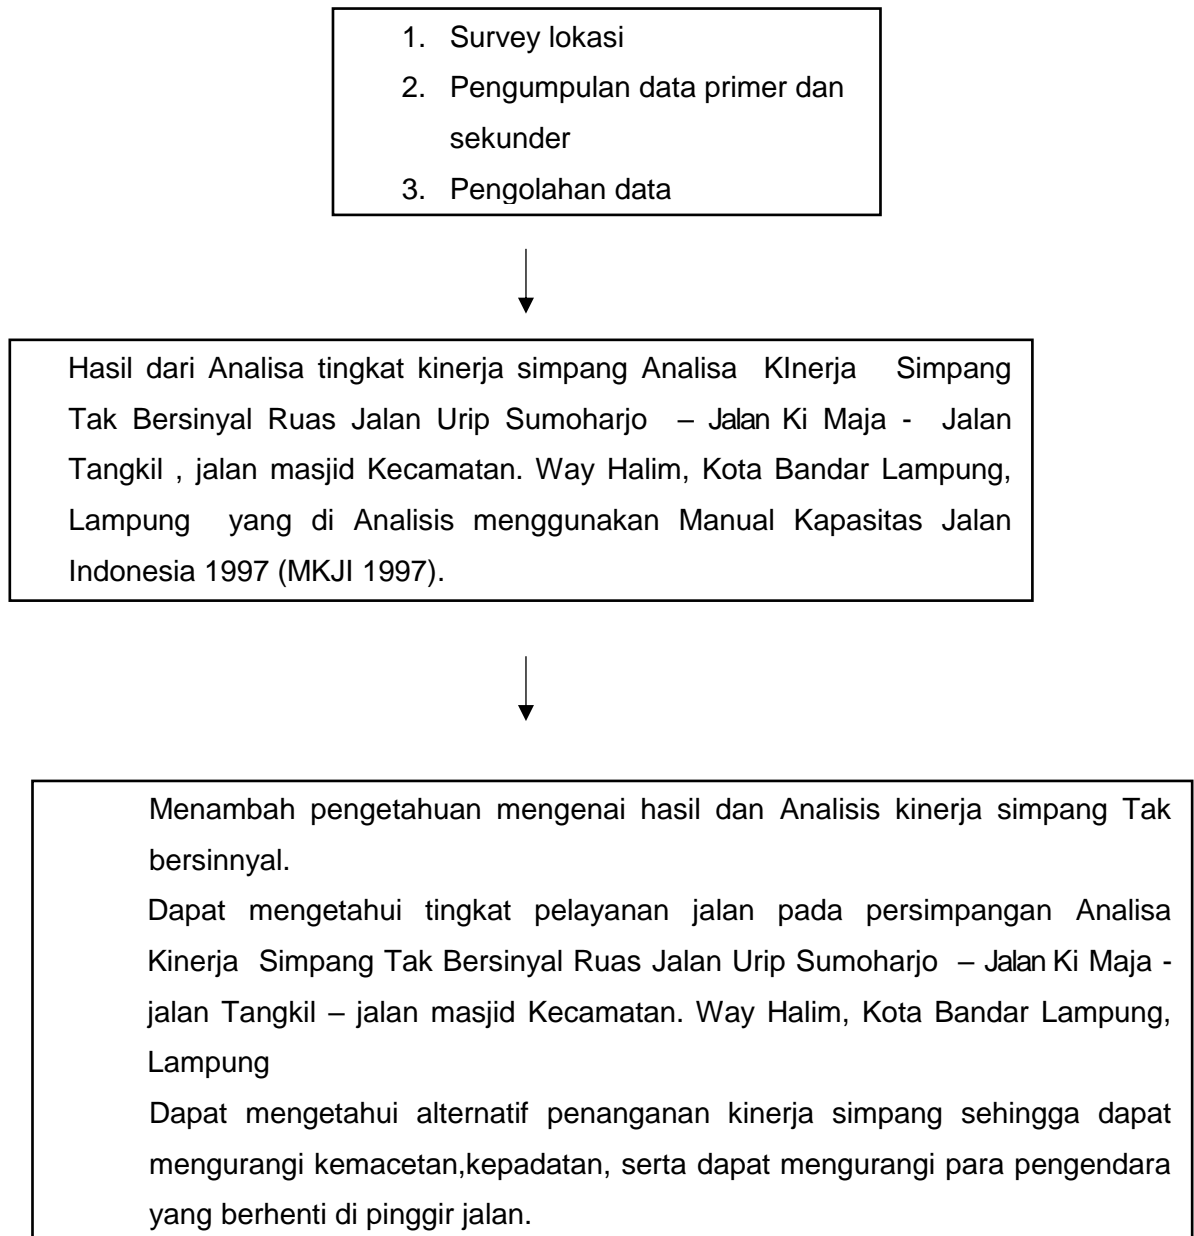 1. Survey lokasi
2. Pengumpulan data primer dan
sekunder
3. Pengolahan data
Hasil dari Analisa tingkat kinerja simpang Analisa KInerja Simpang
Tak Bersinyal Ruas Jalan Urip Sumoharjo – Jalan Ki Maja - Jalan
Tangkil , jalan masjid Kecamatan. Way Halim, Kota Bandar Lampung,
Lampung yang di Analisis menggunakan Manual Kapasitas Jalan
Indonesia 1997 (MKJI 1997).
Menambah pengetahuan mengenai hasil dan Analisis kinerja simpang Tak
bersinnyal.
Dapat mengetahui tingkat pelayanan jalan pada persimpangan Analisa
Kinerja Simpang Tak Bersinyal Ruas Jalan Urip Sumoharjo – Jalan Ki Maja -
jalan Tangkil – jalan masjid Kecamatan. Way Halim, Kota Bandar Lampung,
Lampung
Dapat mengetahui alternatif penanganan kinerja simpang sehingga dapat
mengurangi kemacetan,kepadatan, serta dapat mengurangi para pengendara
yang berhenti di pinggir jalan.